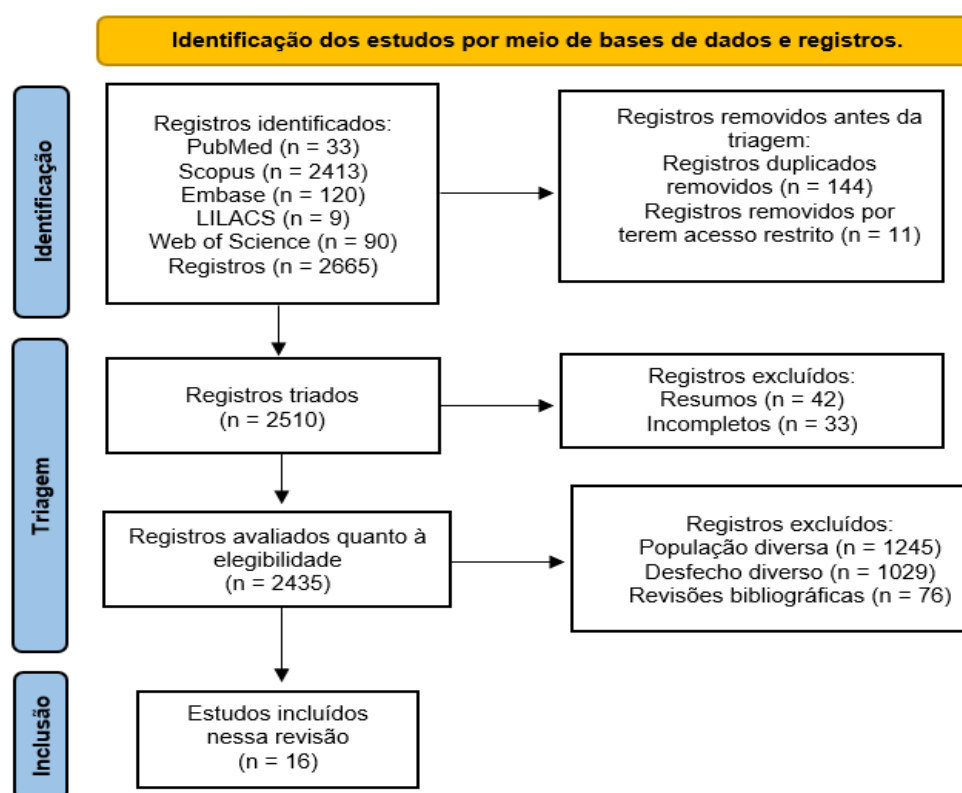 Identificação dos estudos por meio de bases de dados e registros.
Identificação
Registros identificados:
PubMed (n = 33)
Scopus (n = 2413)
Embase (n = 120)
LILACS (n = 9)
Web of Science (n = 90)
Registros (n = 2665)
Registros removidos antes da
triagem:
Registros duplicados
removidos (n = 144)
Registros removidos por
terem acesso restrito (n = 11)
Triagem
Registros triados
(n = 2510)
Registros excluídos:
Resumos (n = 42)
Incompletos (n = 33)
Registros avaliados quanto à
elegibilidade
(n = 2435)
Registros excluídos:
População diversa (n = 1245)
Desfecho diverso (n = 1029)
Revisões bibliográficas (n = 76)
Inclusão
Estudos incluídos
nessa revisão
(n = 16)